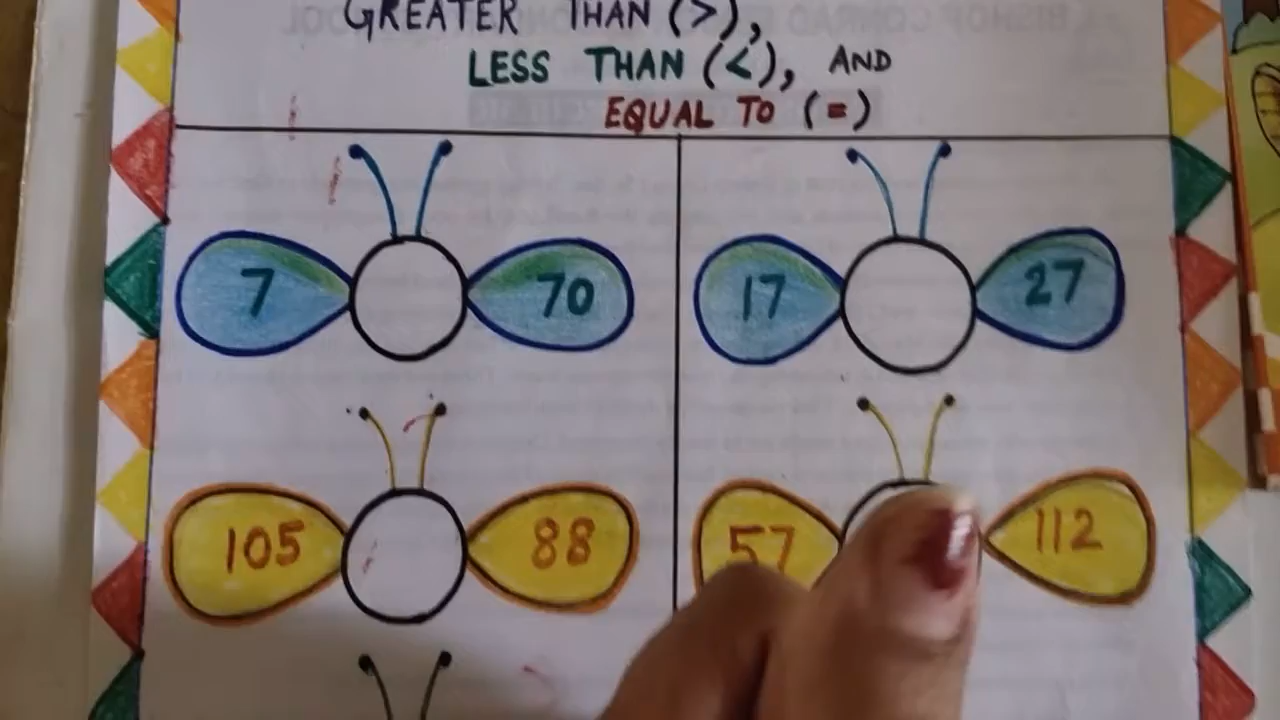 GREATER THAN (>),
LESS THAN (<), AND
EQUAL TO (=)
7 70 17 27
105 88 57 112